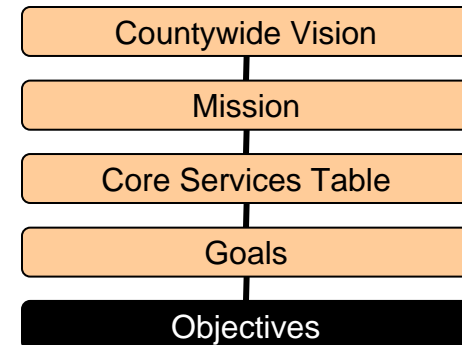 Countywide Vision
Mission
Core Services Table
Goals
Objectives